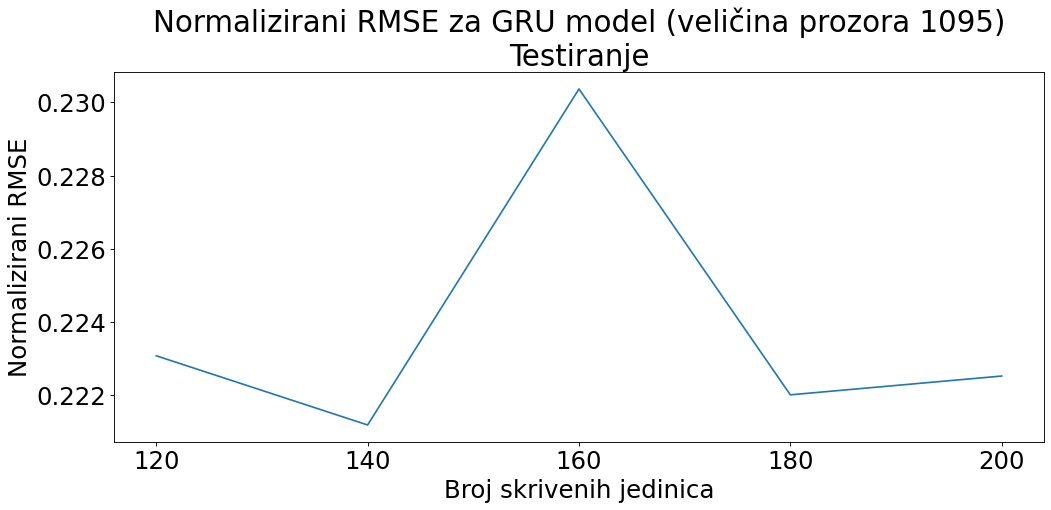 Normalizirani RMSE za GRU model (veličina prozora 1095)
Testiranje
Normalizirani RMSE
0.230
0.228
0.226
0.224
0.222
120 140 160 180 200
Broj skrivenih jedinica